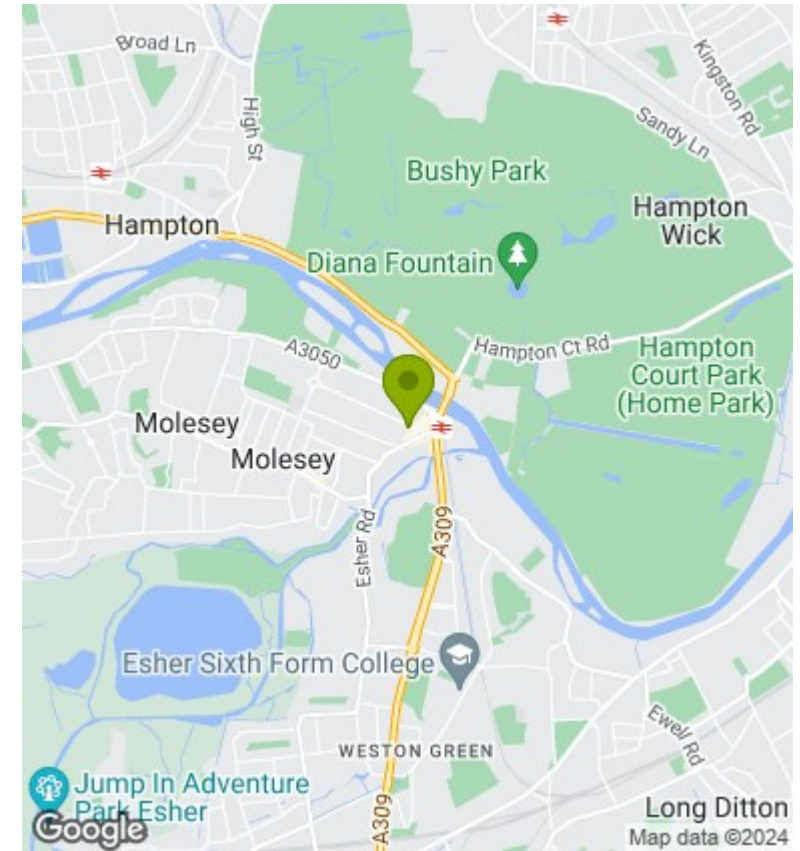 Broad Ln
High St
Kingston Rd
Sandy Ln
Bushy Park
Hampton
Wick
Hampton
Diana Fountain
A3050
Hampton Ct Rd
Hampton
Court Park
(Home Park)
Molesey
Molesey
Esher Rd
A309
Esher Sixth Form College
Ewell Rd
WESTON GREEN
Jump In Adventure
Park Esher
A309
Long Ditton
Google
Map data ©2024